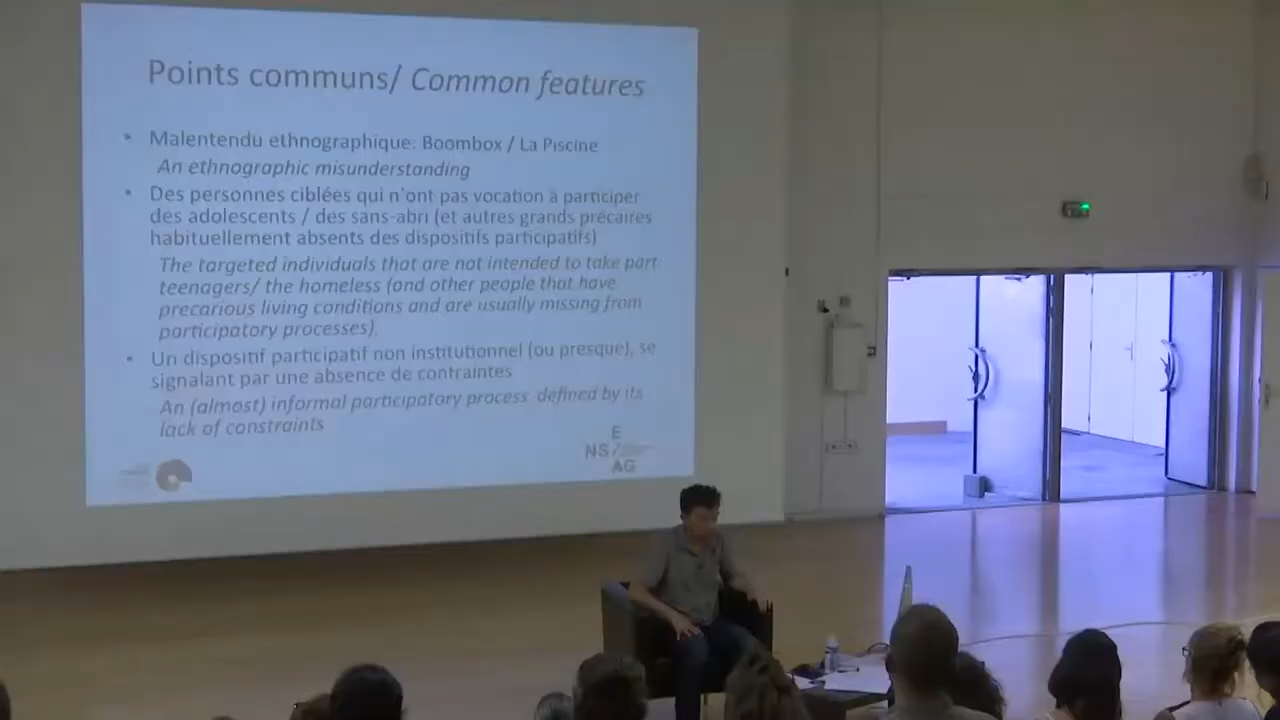 Points communs/ Common features
• Malentendu ethnographique: Boombox / La Piscine
An ethnographic misunderstanding
• Des personnes ciblées qui n'ont pas vocation à participer
des adolescents / des sans-abri (et autres grands précaires
habituellement absents des dispositifs participatifs)
The targeted individuals that are not intended to take part
teenagers/ the homeless (and other people that have
precarious living conditions and are usually missing from
participatory processes).
• Un dispositif participatif non institutionnel (ou presque), se
signalant par une absence de contraintes
An (almost) informal participatory process defined by its
lack of constraints
E
NS/
AG